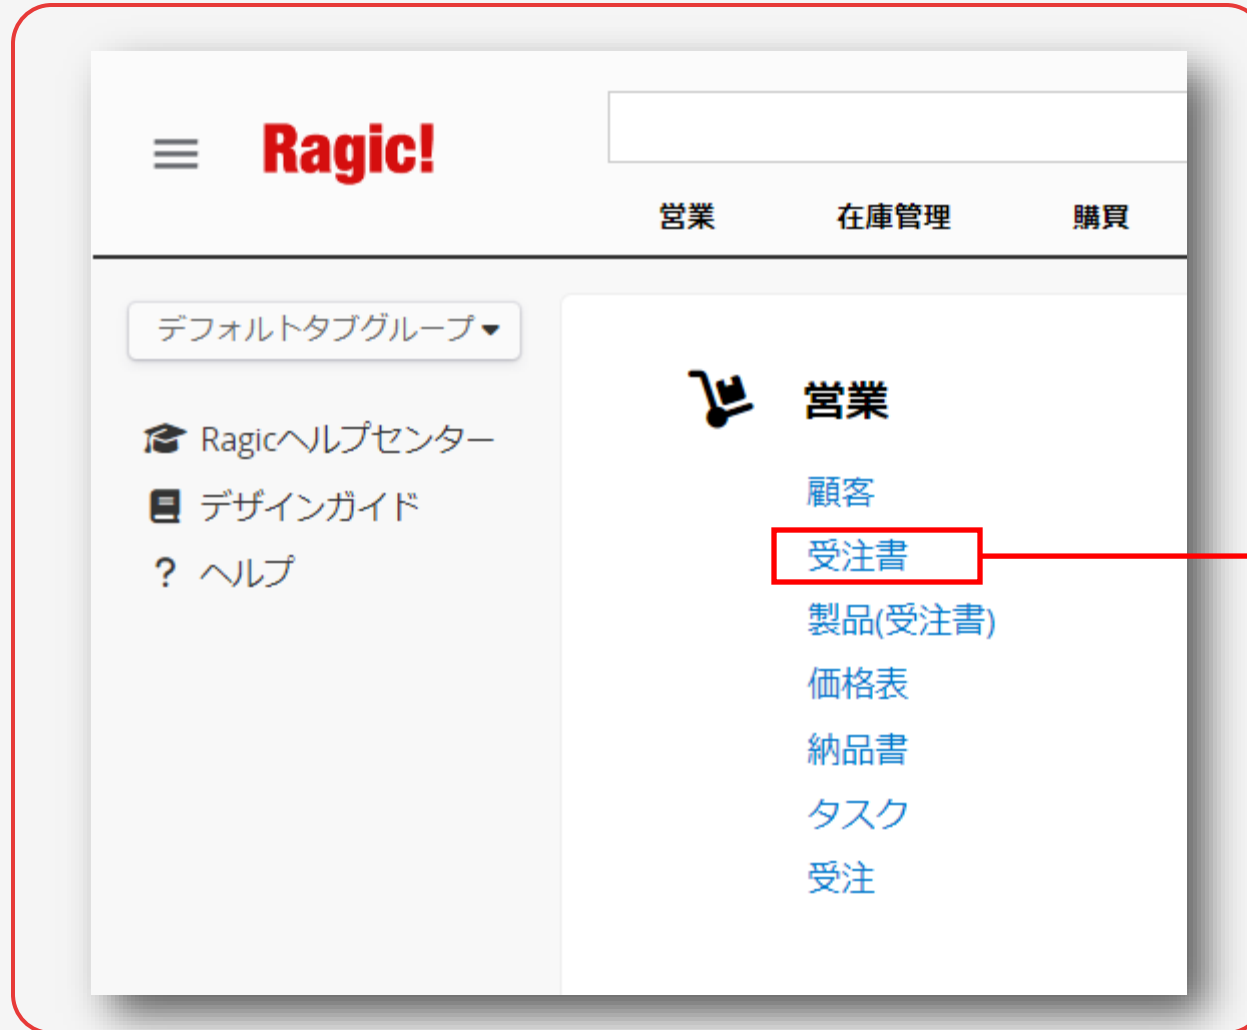 Ragic!
営業 在庫管理 購買
デフォルトタブグループ
Ragicヘルプセンター
デザインガイド
? ヘルプ
営業
顧客
受注書
製品(受注書)
価格表
納品書
タスク
受注